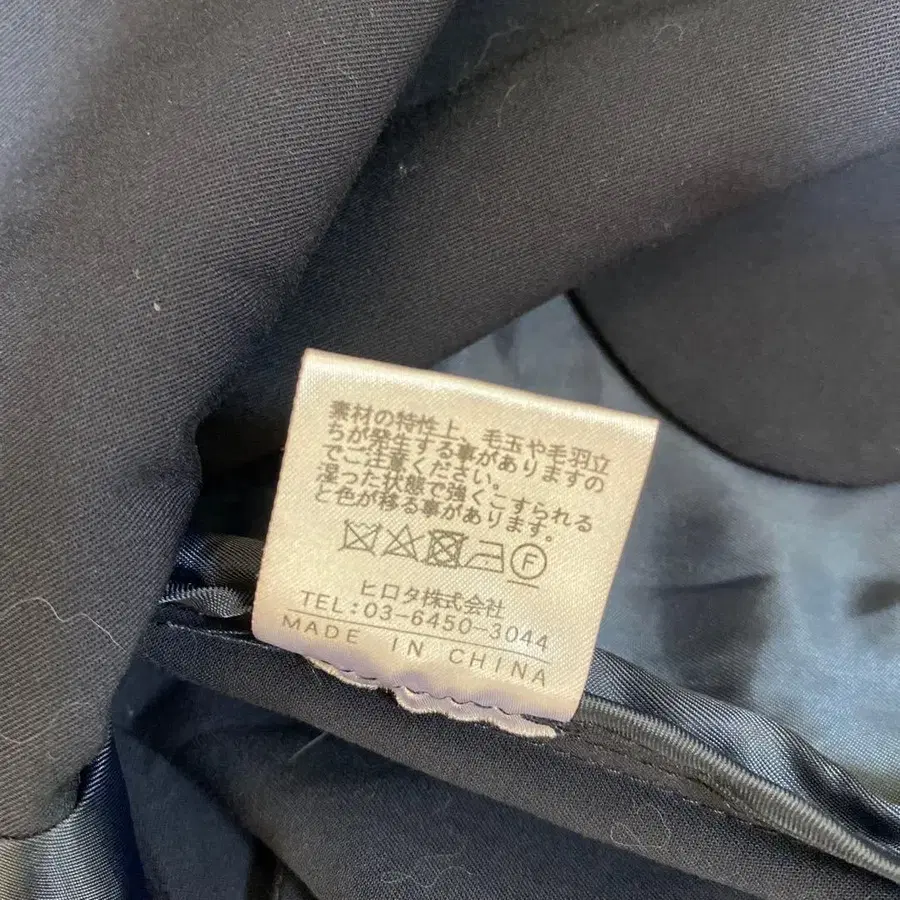 素材の特性上、毛玉や毛羽立
ちが発生する事がありますの
でご注意ください。
湿った状態で強くこすられる
と色が移る事があります。
F
ヒロタ株式会社
TEL:03-6450-3044
MADE IN CHINA